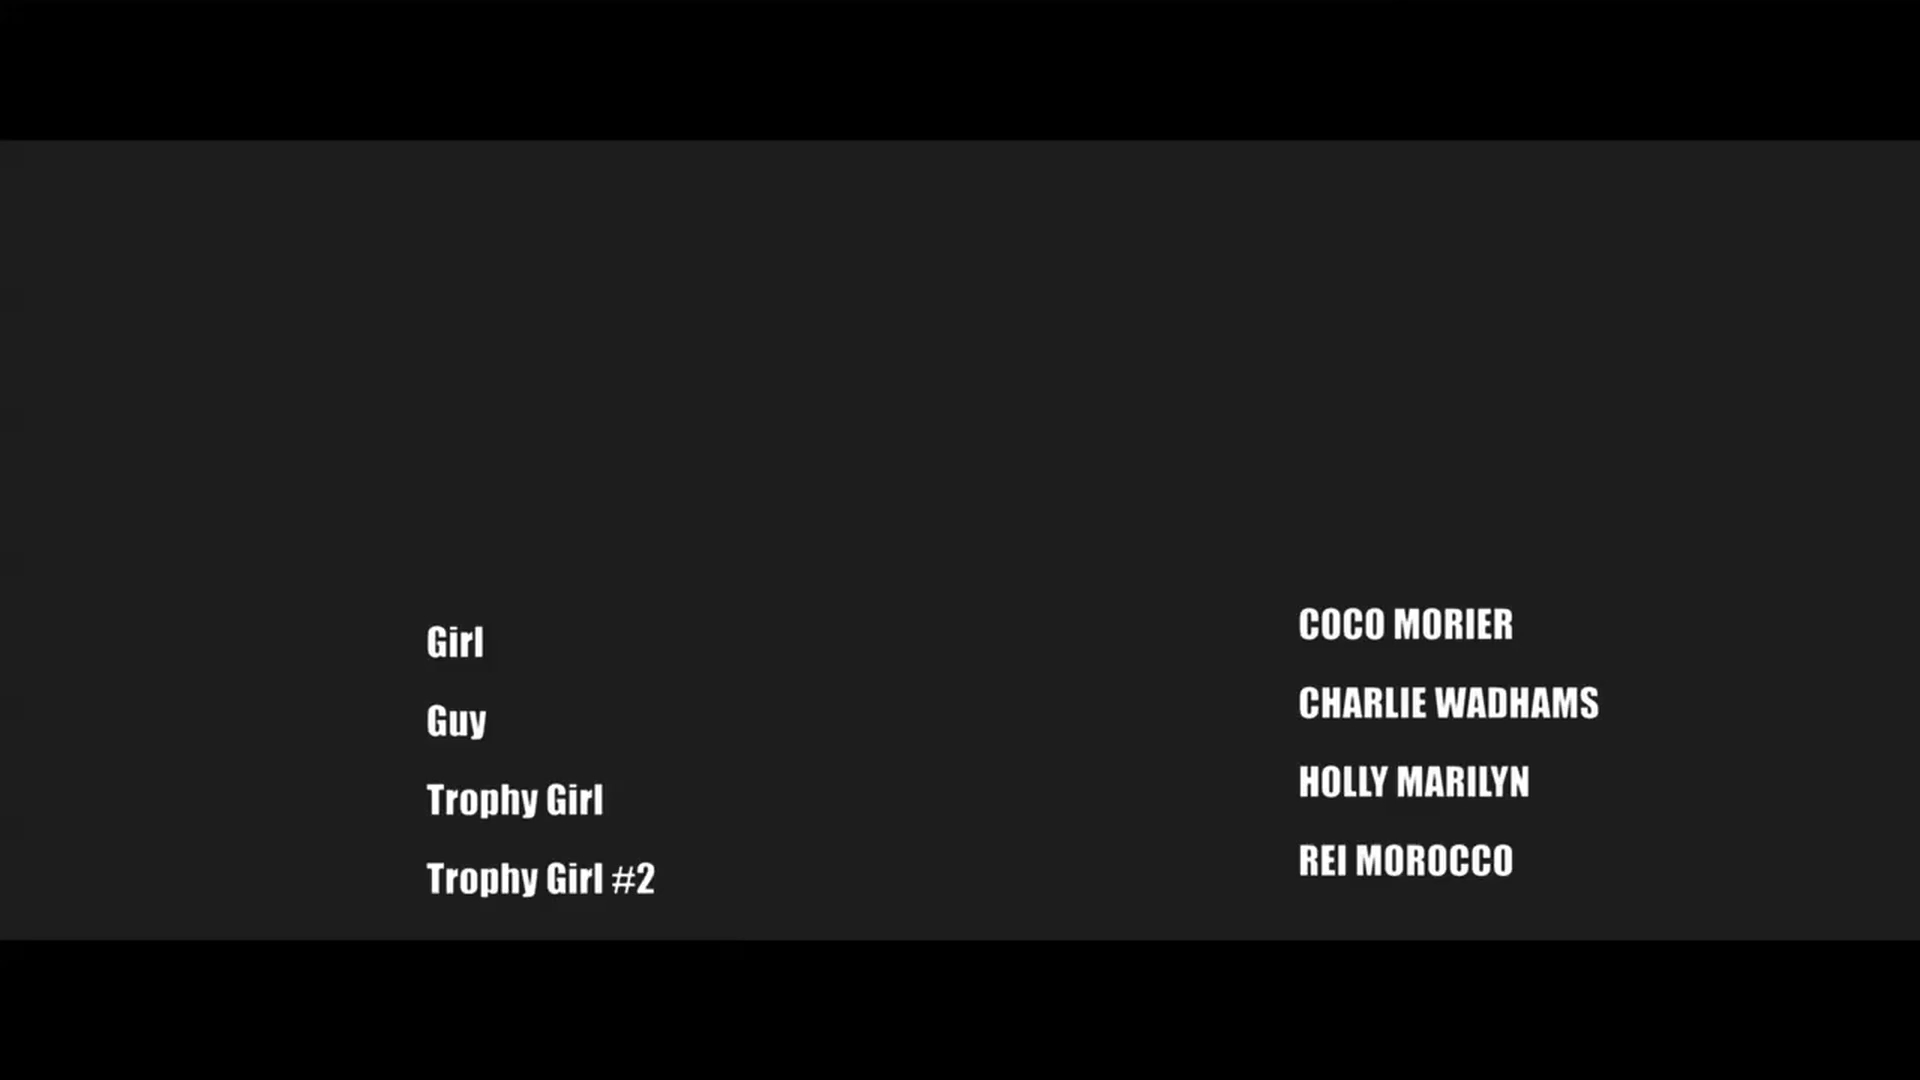 Girl COCO MORIER
Guy CHARLIE WADHAMS
Trophy Girl HOLLY MARILYN
Trophy Girl #2 REI MOROCCO